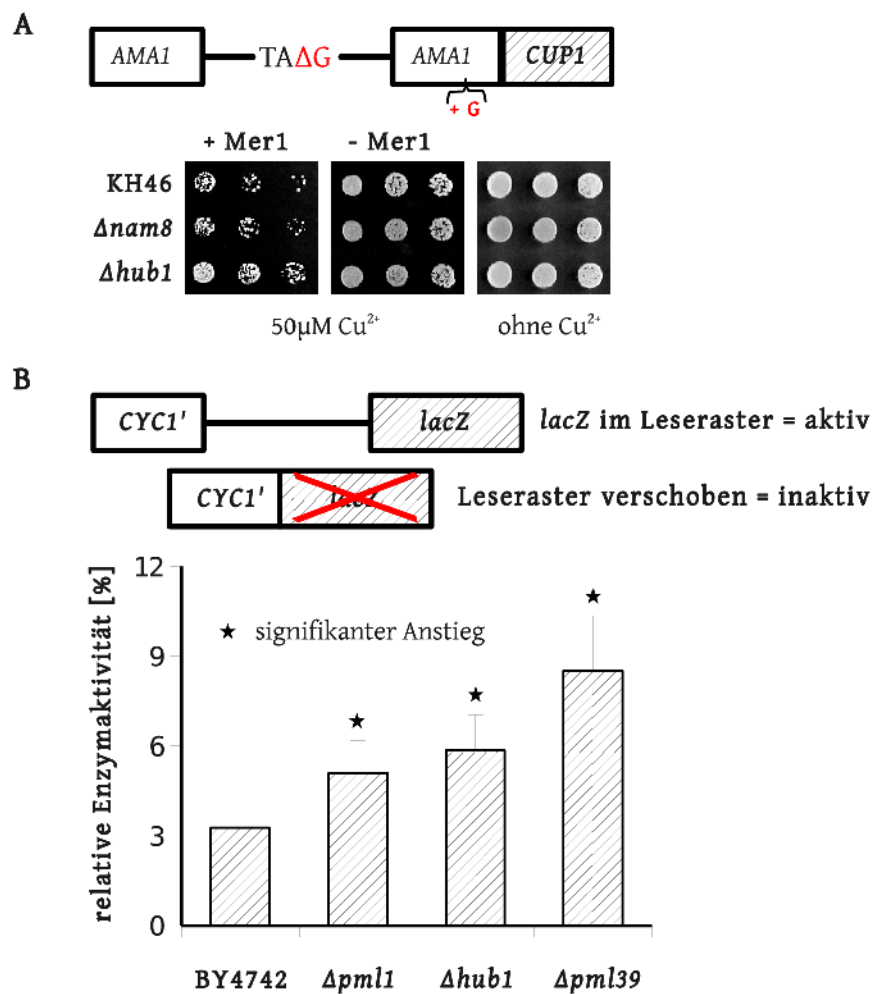 A
AMA1 TAΔG AMA1 CUP1
+ G
+ Mer1 - Mer1
KH46
Δnam8
Δhub1
50μM Cu²⁺ ohne Cu²⁺
B
CYC1' lacZ lacZ im Leseraster = aktiv
CYC1' lacZ Leseraster verschoben = inaktiv
relative Enzymaktivität [%]
12
★ signifikanter Anstieg
9
6
3
0
BY4742 Δpml1 Δhub1 Δpml39